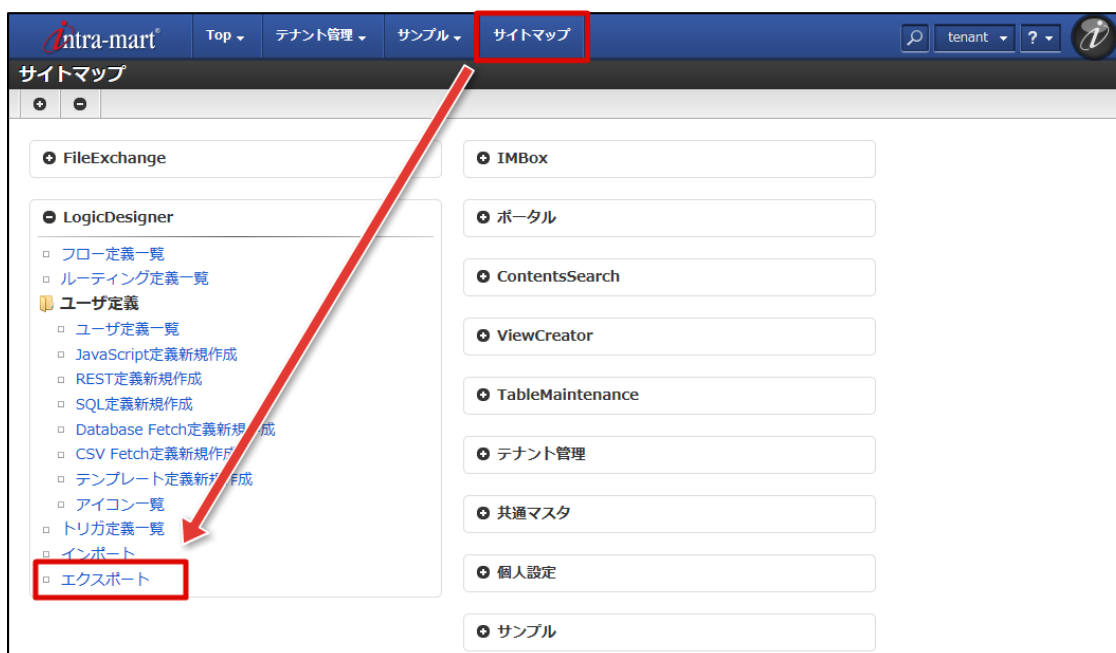 intra-mart® Top テナント管理 サンプル サイトマップ tenant ?
サイトマップ
FileExchange
LogicDesigner
フロー定義一覧
ルーティング定義一覧
ユーザ定義
ユーザ定義一覧
JavaScript定義新規作成
REST定義新規作成
SQL定義新規作成
Database Fetch定義新規作成
CSV Fetch定義新規作成
テンプレート定義新規作成
アイコン一覧
トリガ定義一覧
インポート
エクスポート
IMBox
ポータル
ContentsSearch
ViewCreator
TableMaintenance
テナント管理
共通マスタ
個人設定
サンプル